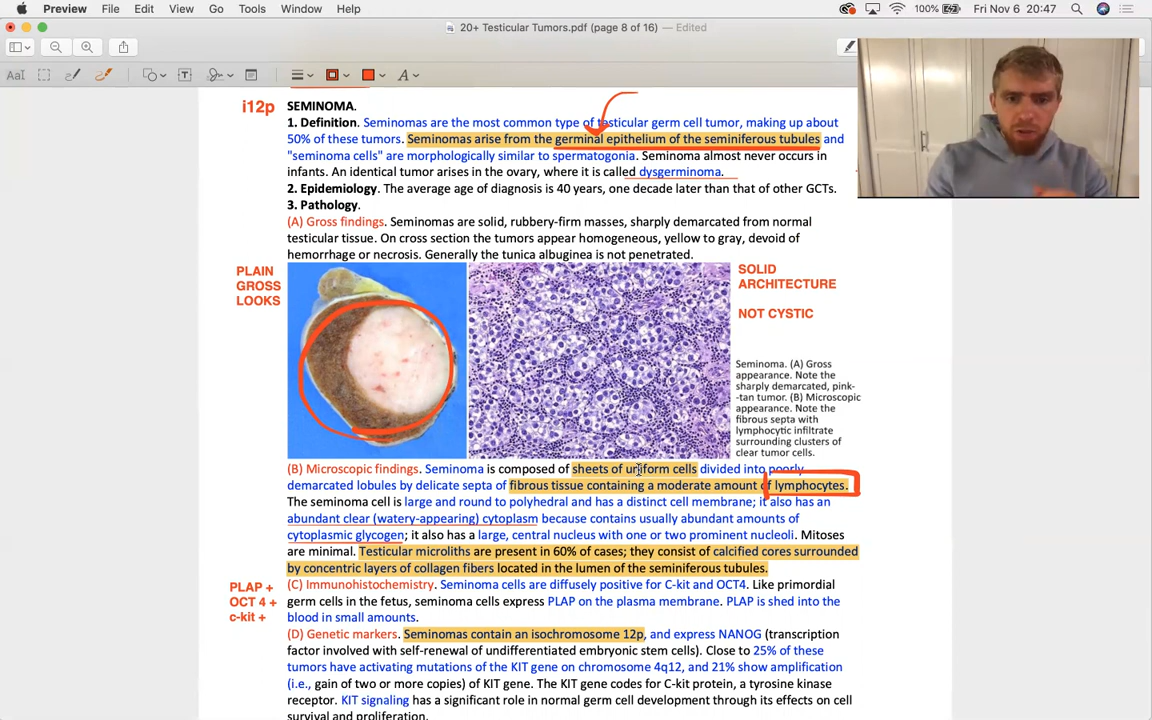 Preview File Edit View Go Tools Window Help 100% Fri Nov 6 20:47
20+ Testicular Tumors.pdf (page 8 of 16) — Edited
i12p
SEMINOMA.
1. Definition. Seminomas are the most common type of testicular germ cell tumor, making up about
50% of these tumors. Seminomas arise from the germinal epithelium of the seminiferous tubules and
"seminoma cells" are morphologically similar to spermatogonia. Seminoma almost never occurs in
infants. An identical tumor arises in the ovary, where it is called dysgerminoma.
2. Epidemiology. The average age of diagnosis is 40 years, one decade later than that of other GCTs.
3. Pathology.
(A) Gross findings. Seminomas are solid, rubbery-firm masses, sharply demarcated from normal
testicular tissue. On cross section the tumors appear homogeneous, yellow to gray, devoid of
hemorrhage or necrosis. Generally the tunica albuginea is not penetrated.
PLAIN
GROSS
LOOKS
SOLID
ARCHITECTURE
NOT CYSTIC
Seminoma. (A) Gross
appearance. Note the
sharply demarcated, pink-
-tan tumor. (B) Microscopic
appearance. Note the
fibrous septa with
lymphocytic infiltrate
surrounding clusters of
clear tumor cells.
(B) Microscopic findings. Seminoma is composed of sheets of uniform cells divided into poorly
demarcated lobules by delicate septa of fibrous tissue containing a moderate amount of lymphocytes.
The seminoma cell is large and round to polyhedral and has a distinct cell membrane; it also has an
abundant clear (watery-appearing) cytoplasm because contains usually abundant amounts of
cytoplasmic glycogen; it also has a large, central nucleus with one or two prominent nucleoli. Mitoses
are minimal. Testicular microliths are present in 60% of cases; they consist of calcified cores surrounded
by concentric layers of collagen fibers located in the lumen of the seminiferous tubules.
PLAP +
OCT 4 +
c-kit +
(C) Immunohistochemistry. Seminoma cells are diffusely positive for C-kit and OCT4. Like primordial
germ cells in the fetus, seminoma cells express PLAP on the plasma membrane. PLAP is shed into the
blood in small amounts.
(D) Genetic markers. Seminomas contain an isochromosome 12p, and express NANOG (transcription
factor involved with self-renewal of undifferentiated embryonic stem cells). Close to 25% of these
tumors have activating mutations of the KIT gene on chromosome 4q12, and 21% show amplification
(i.e., gain of two or more copies) of KIT gene. The KIT gene codes for C-kit protein, a tyrosine kinase
receptor. KIT signaling has a significant role in normal germ cell development through its effects on cell
survival and proliferation.